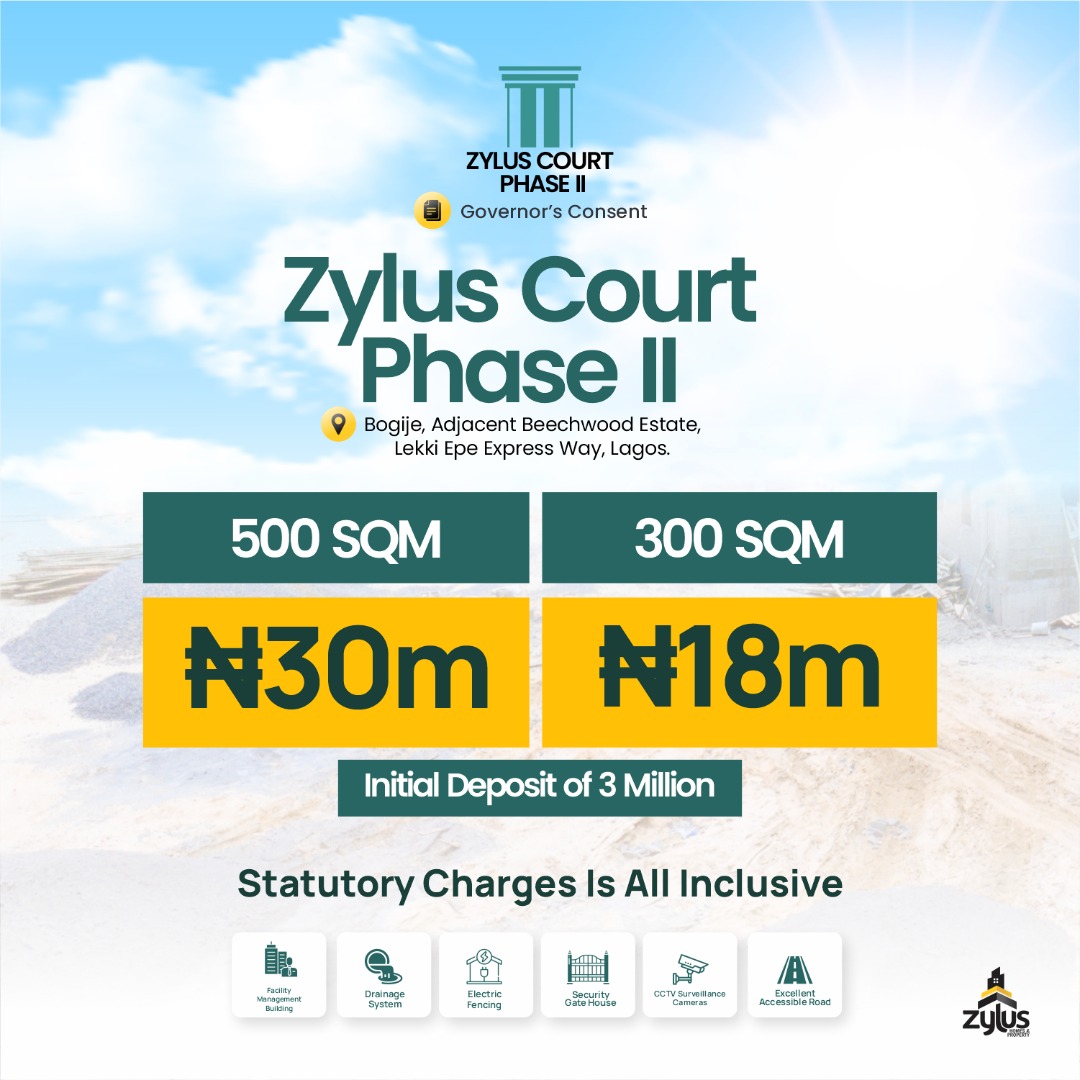 ZYLUS COURT
PHASE II
Governor's Consent
Zylus Court
Phase II
Bogije, Adjacent Beechwood Estate,
Lekki Epe Express Way, Lagos.
500 SQM
300 SQM
₦30m
₦18m
Initial Deposit of 3 Million
Statutory Charges Is All Inclusive
Facility
Management
Building
Drainage
System
Electric
Fencing
Security
Gate House
CCTV Surveillance
Cameras
Excellent
Accessible Road
zylus
HOMES &
PROPERTY